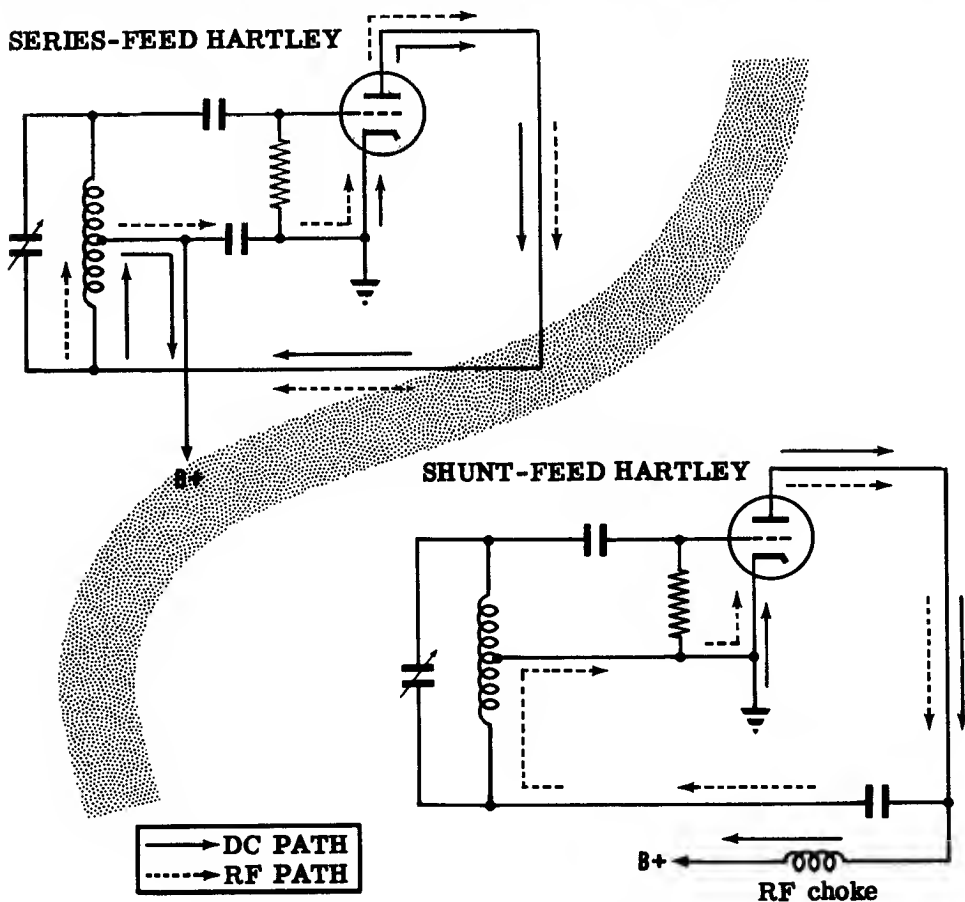 SERIES-FEED HARTLEY
B+
SHUNT-FEED HARTLEY
DC PATH
RF PATH
B+
RF choke